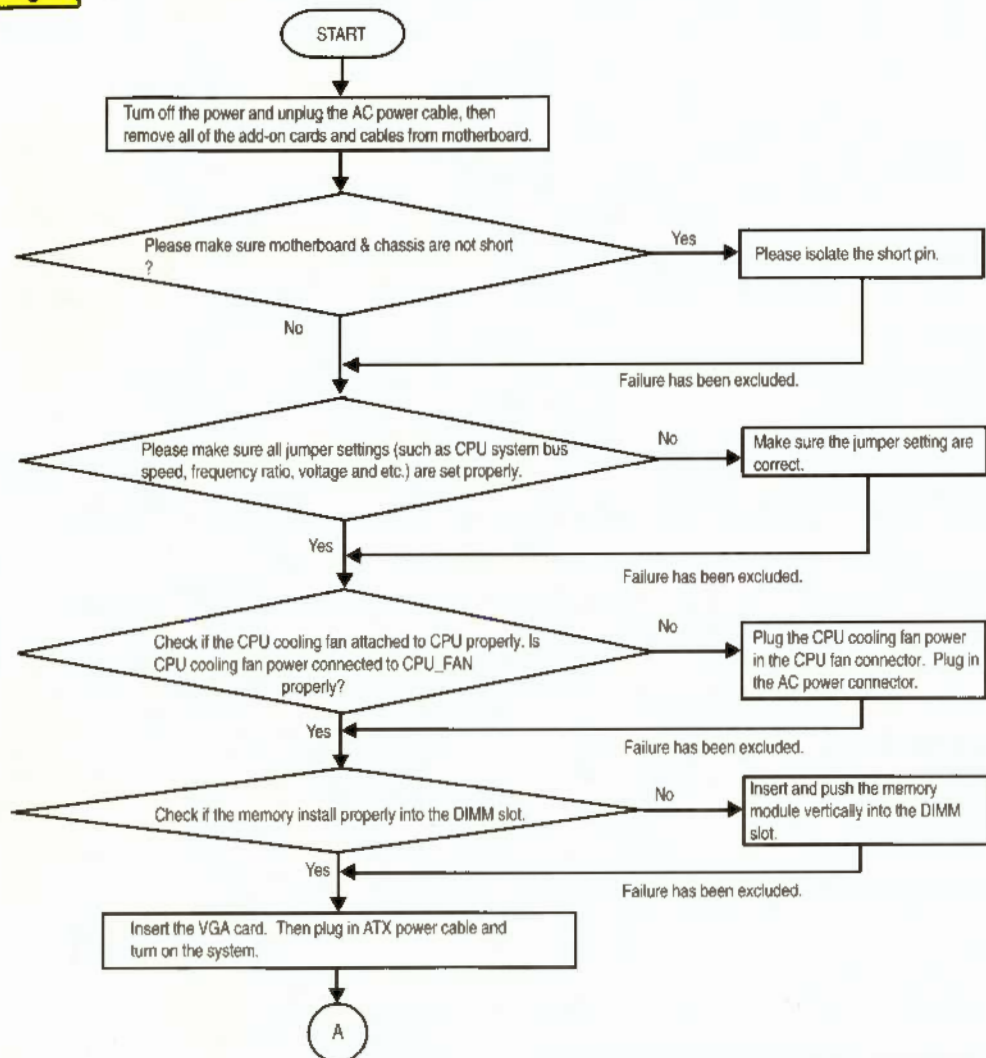 START
Turn off the power and unplug the AC power cable, then
remove all of the add-on cards and cables from motherboard.
Please make sure motherboard & chassis are not short
?
Yes
Please isolate the short pin.
No
Failure has been excluded.
Please make sure all jumper settings (such as CPU system bus
speed, frequency ratio, voltage and etc.) are set properly.
No
Make sure the jumper setting are
correct.
Yes
Failure has been excluded.
Check if the CPU cooling fan attached to CPU properly. Is
CPU cooling fan power connected to CPU_FAN
properly?
No
Plug the CPU cooling fan power
in the CPU fan connector. Plug in
the AC power connector.
Yes
Failure has been excluded.
Check if the memory install properly into the DIMM slot.
No
Insert and push the memory
module vertically into the DIMM
slot.
Yes
Failure has been excluded.
Insert the VGA card. Then plug in ATX power cable and
turn on the system.
A